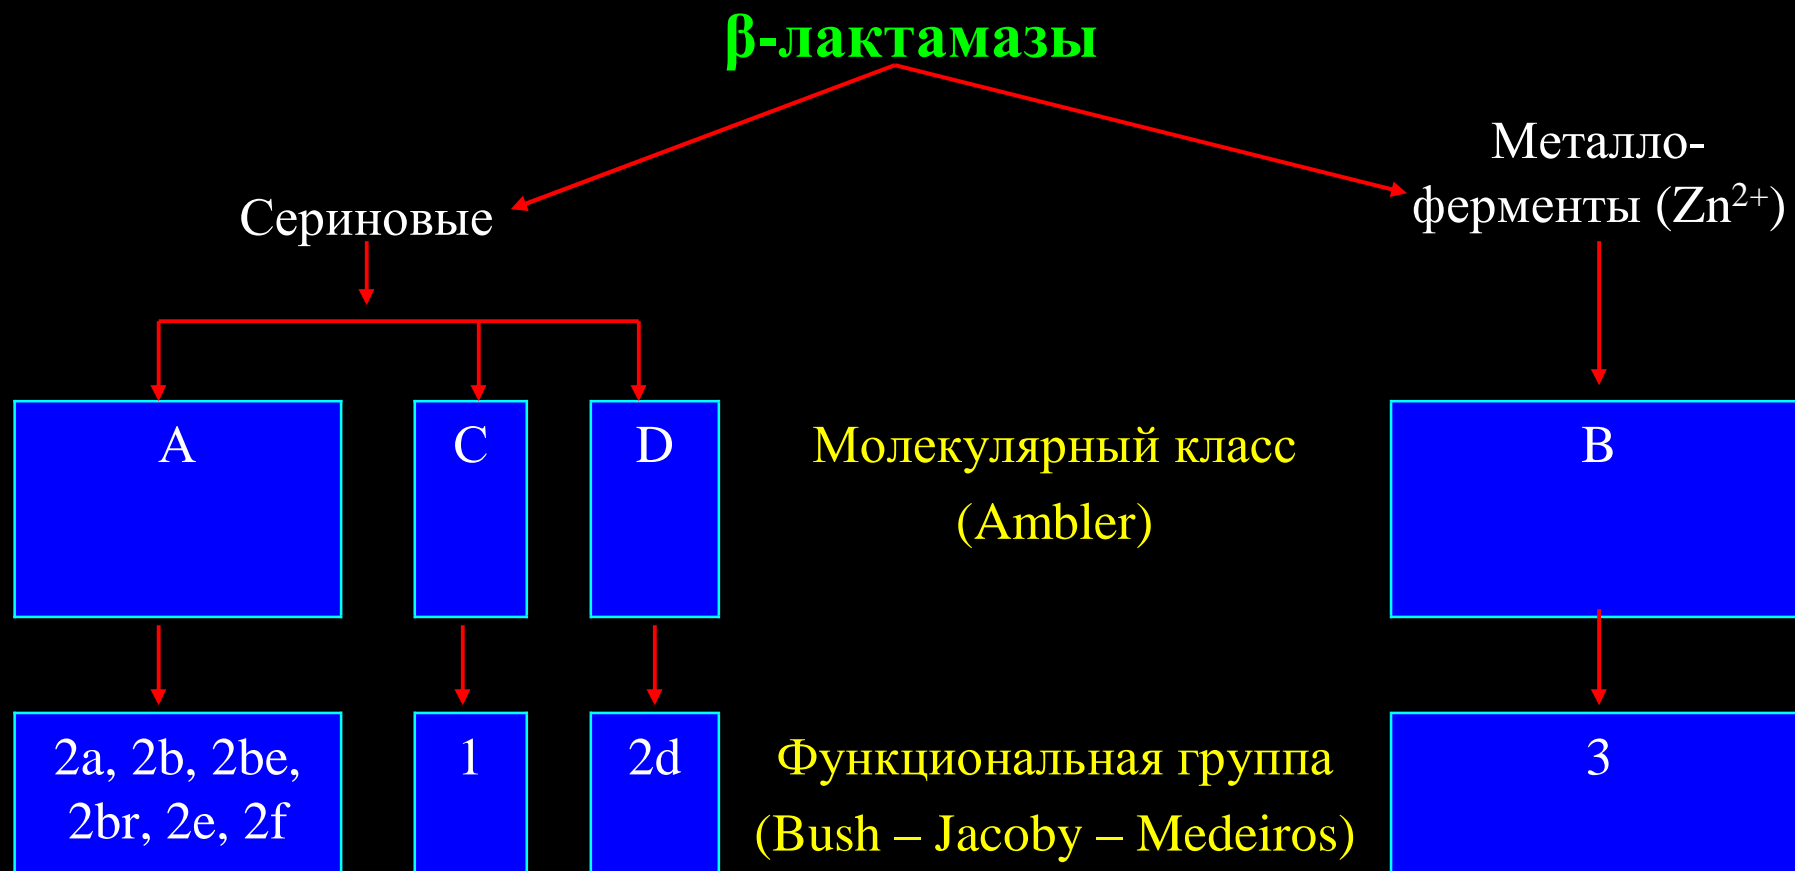 β-лактамазы
Металло-
ферменты (Zn²⁺)
Сериновые
A
C
D
Молекулярный класс
(Ambler)
B
2a, 2b, 2be,
2br, 2e, 2f
1
2d
Функциональная группа
(Bush – Jacoby – Medeiros)
3